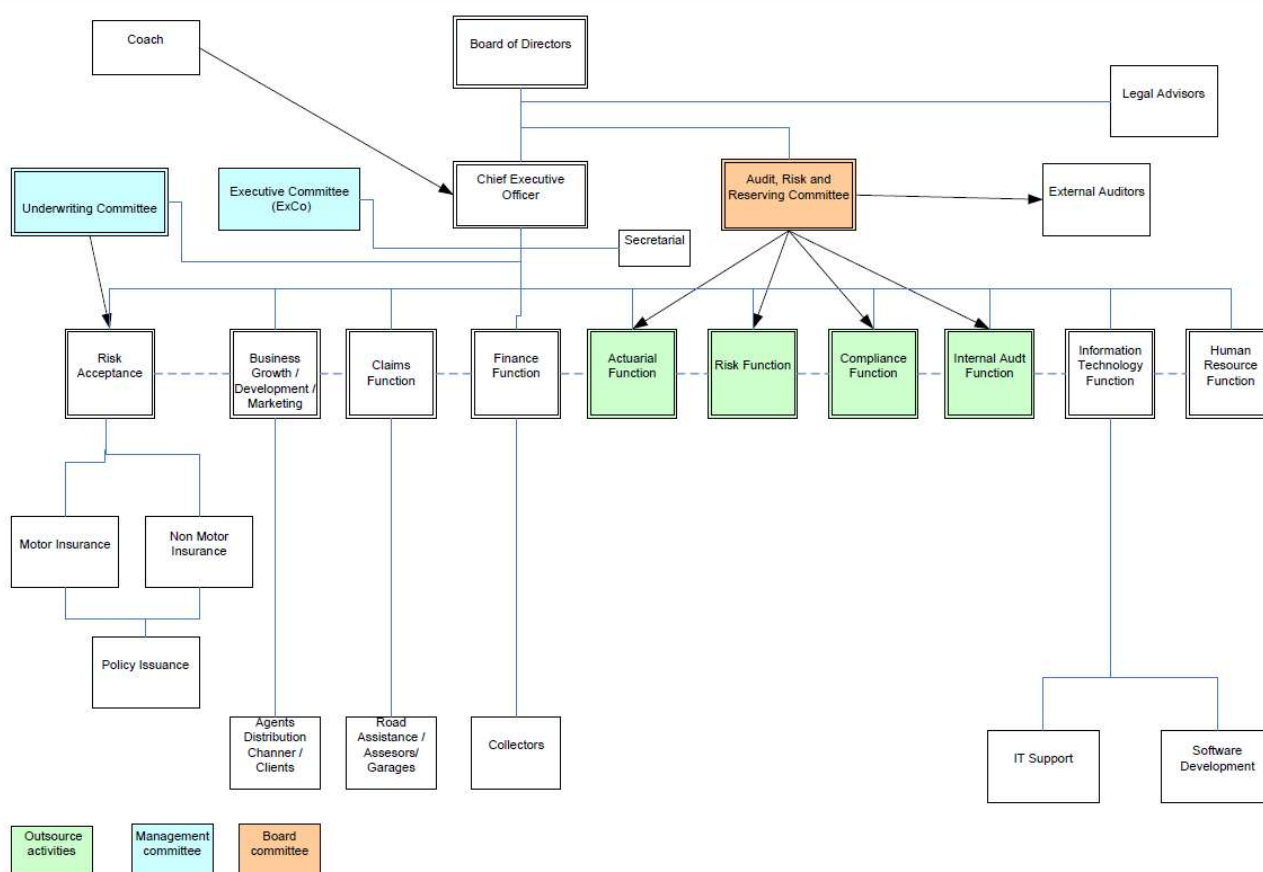 Coach
Board of Directors
Legal Advisors
Underwriting Committee
Executive Committee
(ExCo)
Chief Executive
Officer
Audit, Risk and
Reserving Committee
External Auditors
Secretarial
Risk
Acceptance
Business
Growth /
Development /
Marketing
Claims
Function
Finance
Function
Actuarial
Function
Risk Function
Compliance
Function
Internal Audt
Function
Information
Technology
Function
Human
Resource
Function
Motor Insurance
Non Motor
Insurance
Policy Issuance
Agents
Distribution
Channer /
Clients
Road
Assistance /
Assesors/
Garages
Collectors
IT Support
Software
Development
Outsource
activities
Management
committee
Board
committee